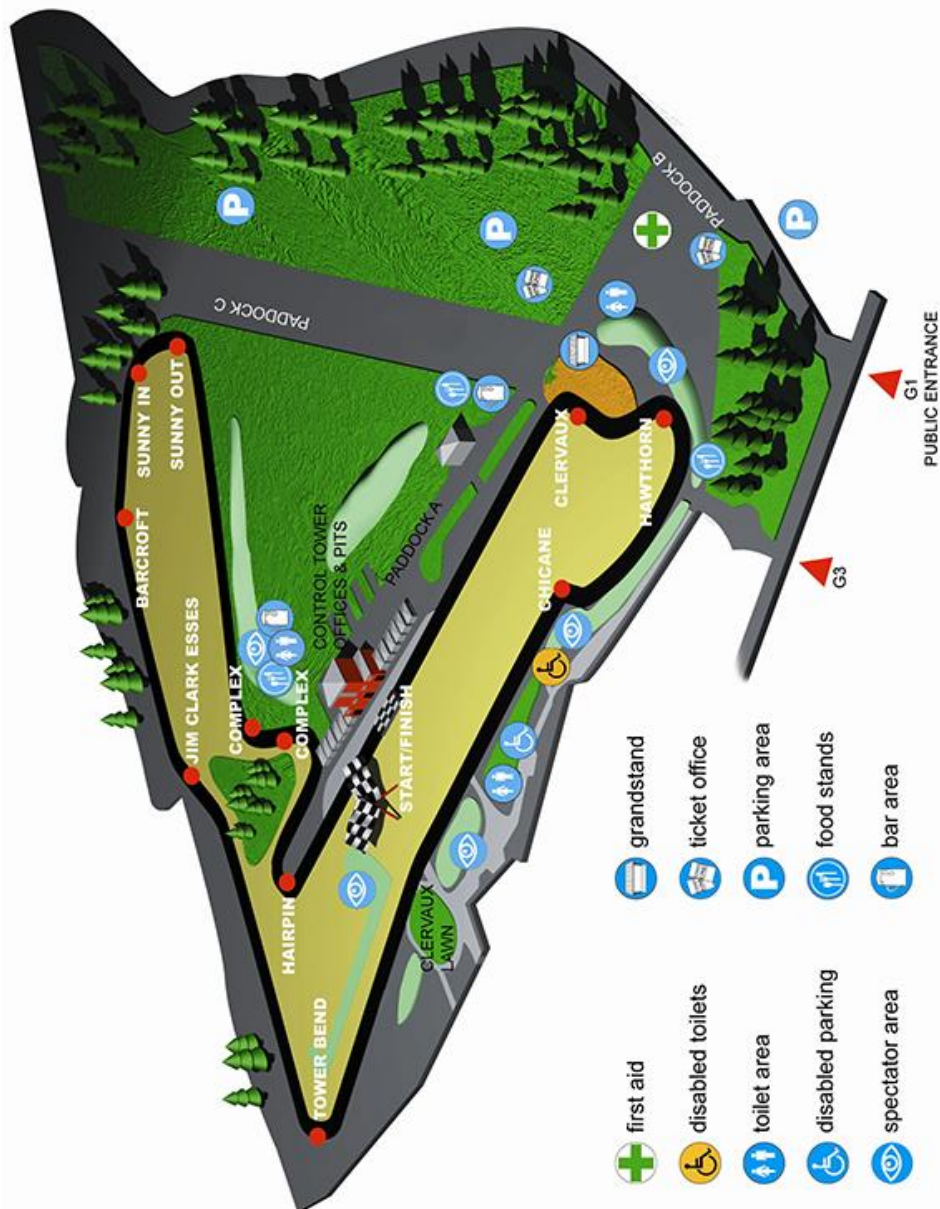 PADDOCK B
PADDOCK C
SUNNY IN
SUNNY OUT
BARCROFT
JIM CLARK ESSES
COMPLEX
COMPLEX
CONTROL TOWER
OFFICES & PITS
PADDOCK A
CLERVAUX
HAWTHORN
CHICANE
START/FINISH
HAIRPIN
TOWER BEND
CLERVAUX
LAWN
P
P
P
G1
PUBLIC ENTRANCE
G3
first aid
disabled toilets
toilet area
disabled parking
spectator area
grandstand
ticket office
P parking area
food stands
bar area